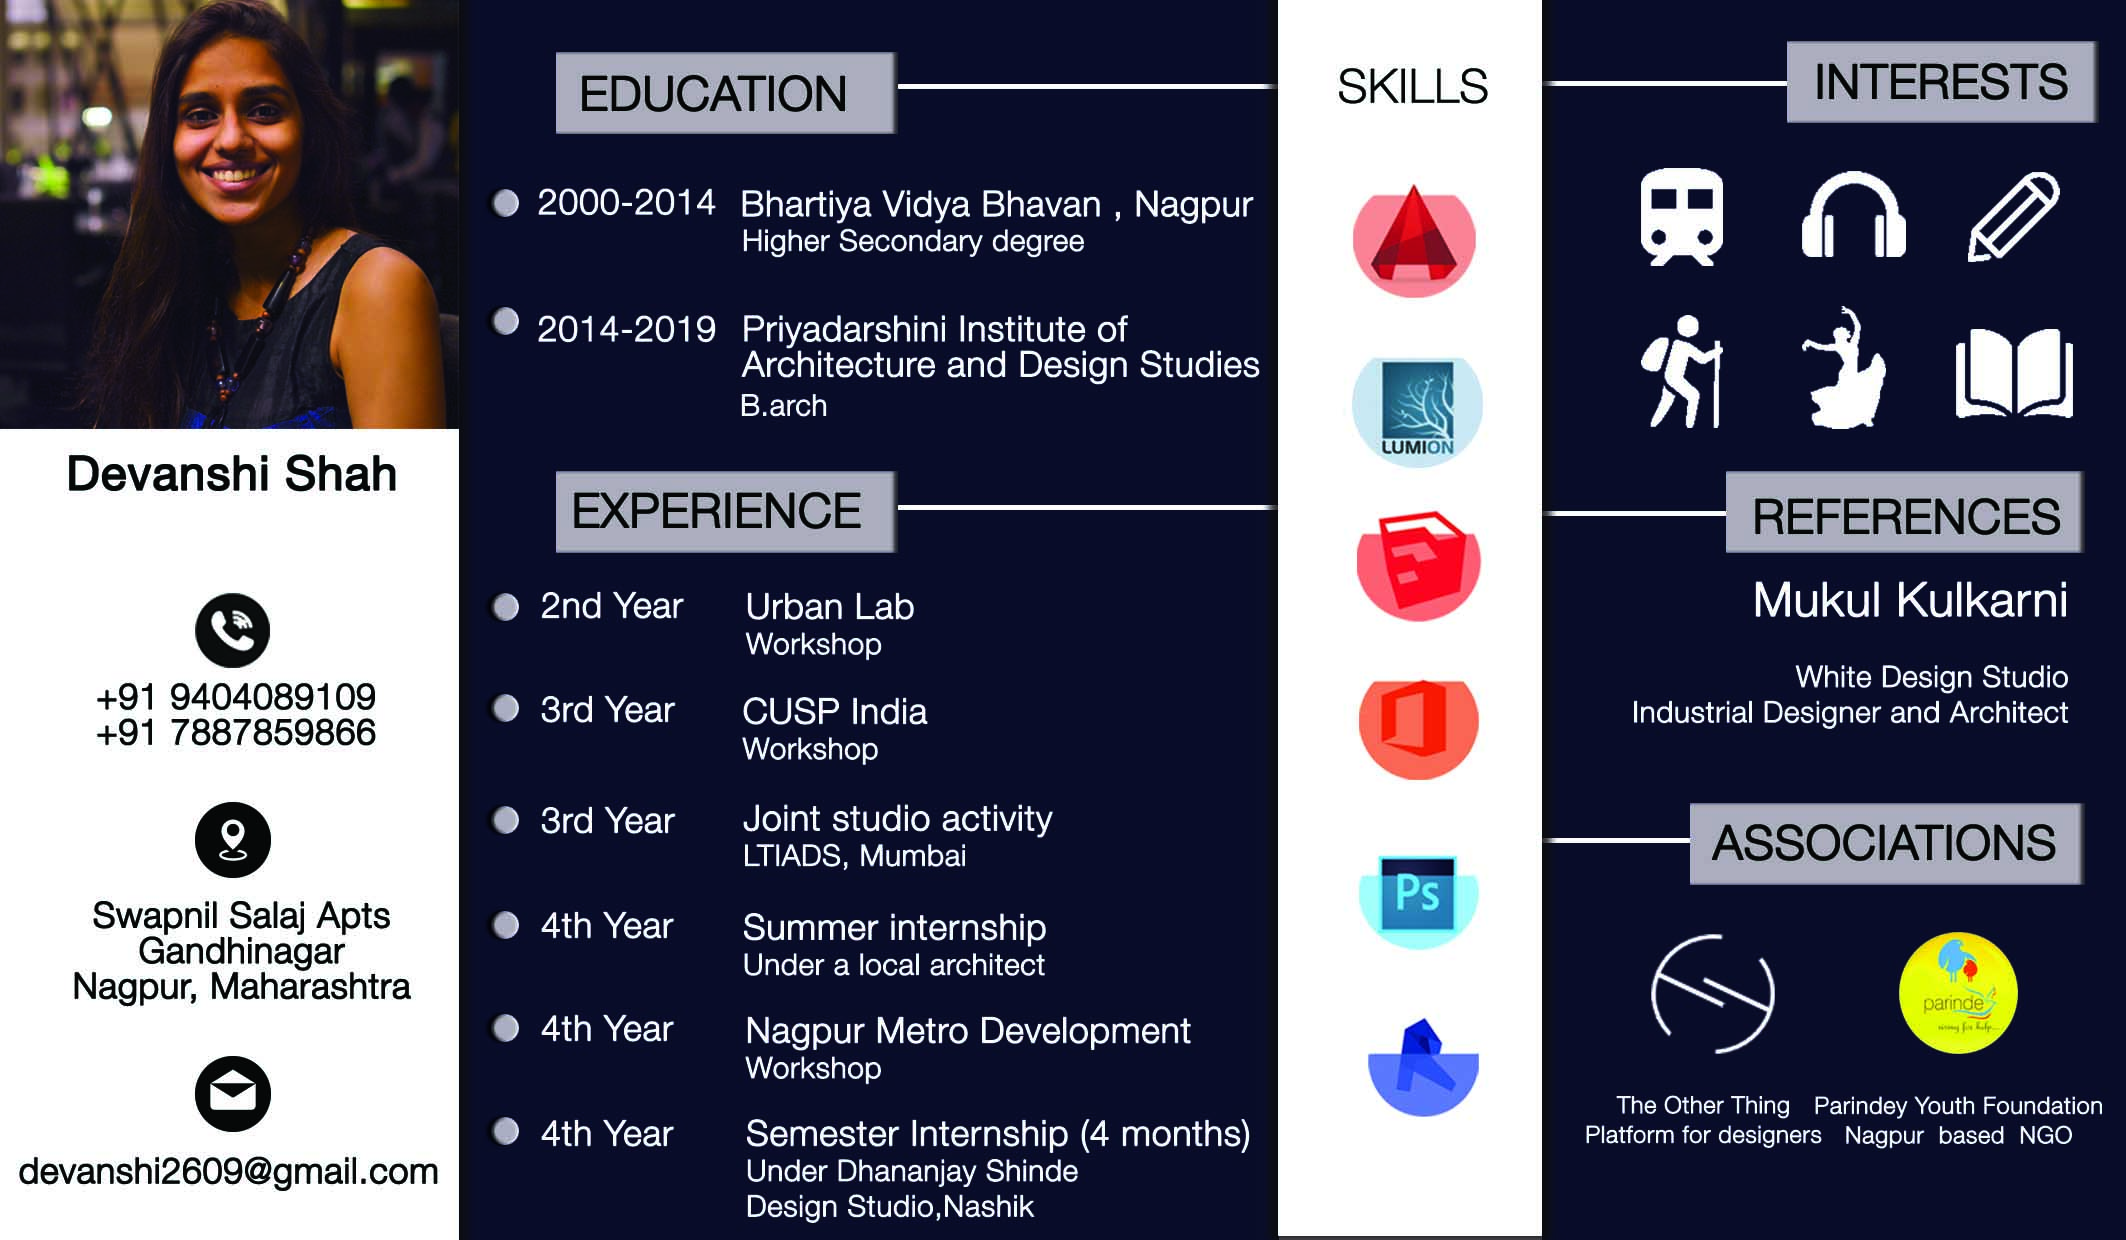 Devanshi Shah
+91 9404089109
+91 7887859866
Swapnil Salaj Apts
Gandhinagar
Nagpur, Maharashtra
devanshi2609@gmail.com
EDUCATION
2000-2014 Bhartiya Vidya Bhavan , Nagpur
Higher Secondary degree
2014-2019 Priyadarshini Institute of
Architecture and Design Studies
B.arch
EXPERIENCE
2nd Year Urban Lab
Workshop
3rd Year CUSP India
Workshop
3rd Year Joint studio activity
LTIADS, Mumbai
4th Year Summer internship
Under a local architect
4th Year Nagpur Metro Development
Workshop
4th Year Semester Internship (4 months)
Under Dhananjay Shinde
Design Studio,Nashik
SKILLS
LUMION
Ps
INTERESTS
REFERENCES
Mukul Kulkarni
White Design Studio
Industrial Designer and Architect
ASSOCIATIONS
parindey
The Other Thing
Platform for designers
Parindey Youth Foundation
Nagpur based NGO